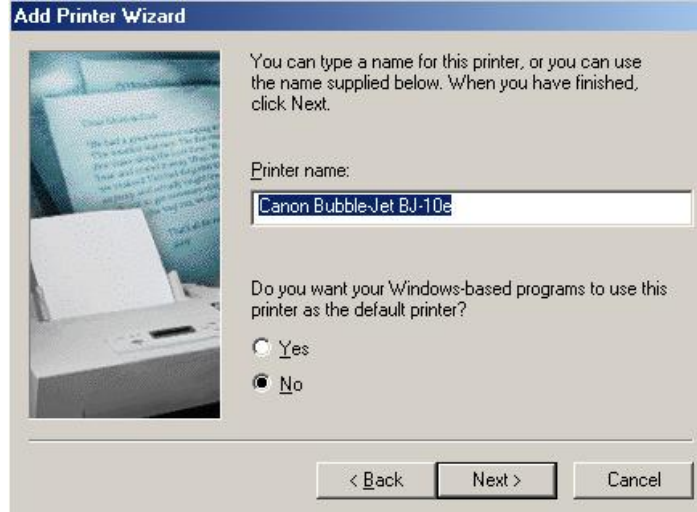 Add Printer Wizard
You can type a name for this printer, or you can use
the name supplied below. When you have finished,
click Next.
Printer name:
Canon Bubble-Jet BJ-10e
Do you want your Windows-based programs to use this
printer as the default printer?
Yes
No
< Back Next > Cancel